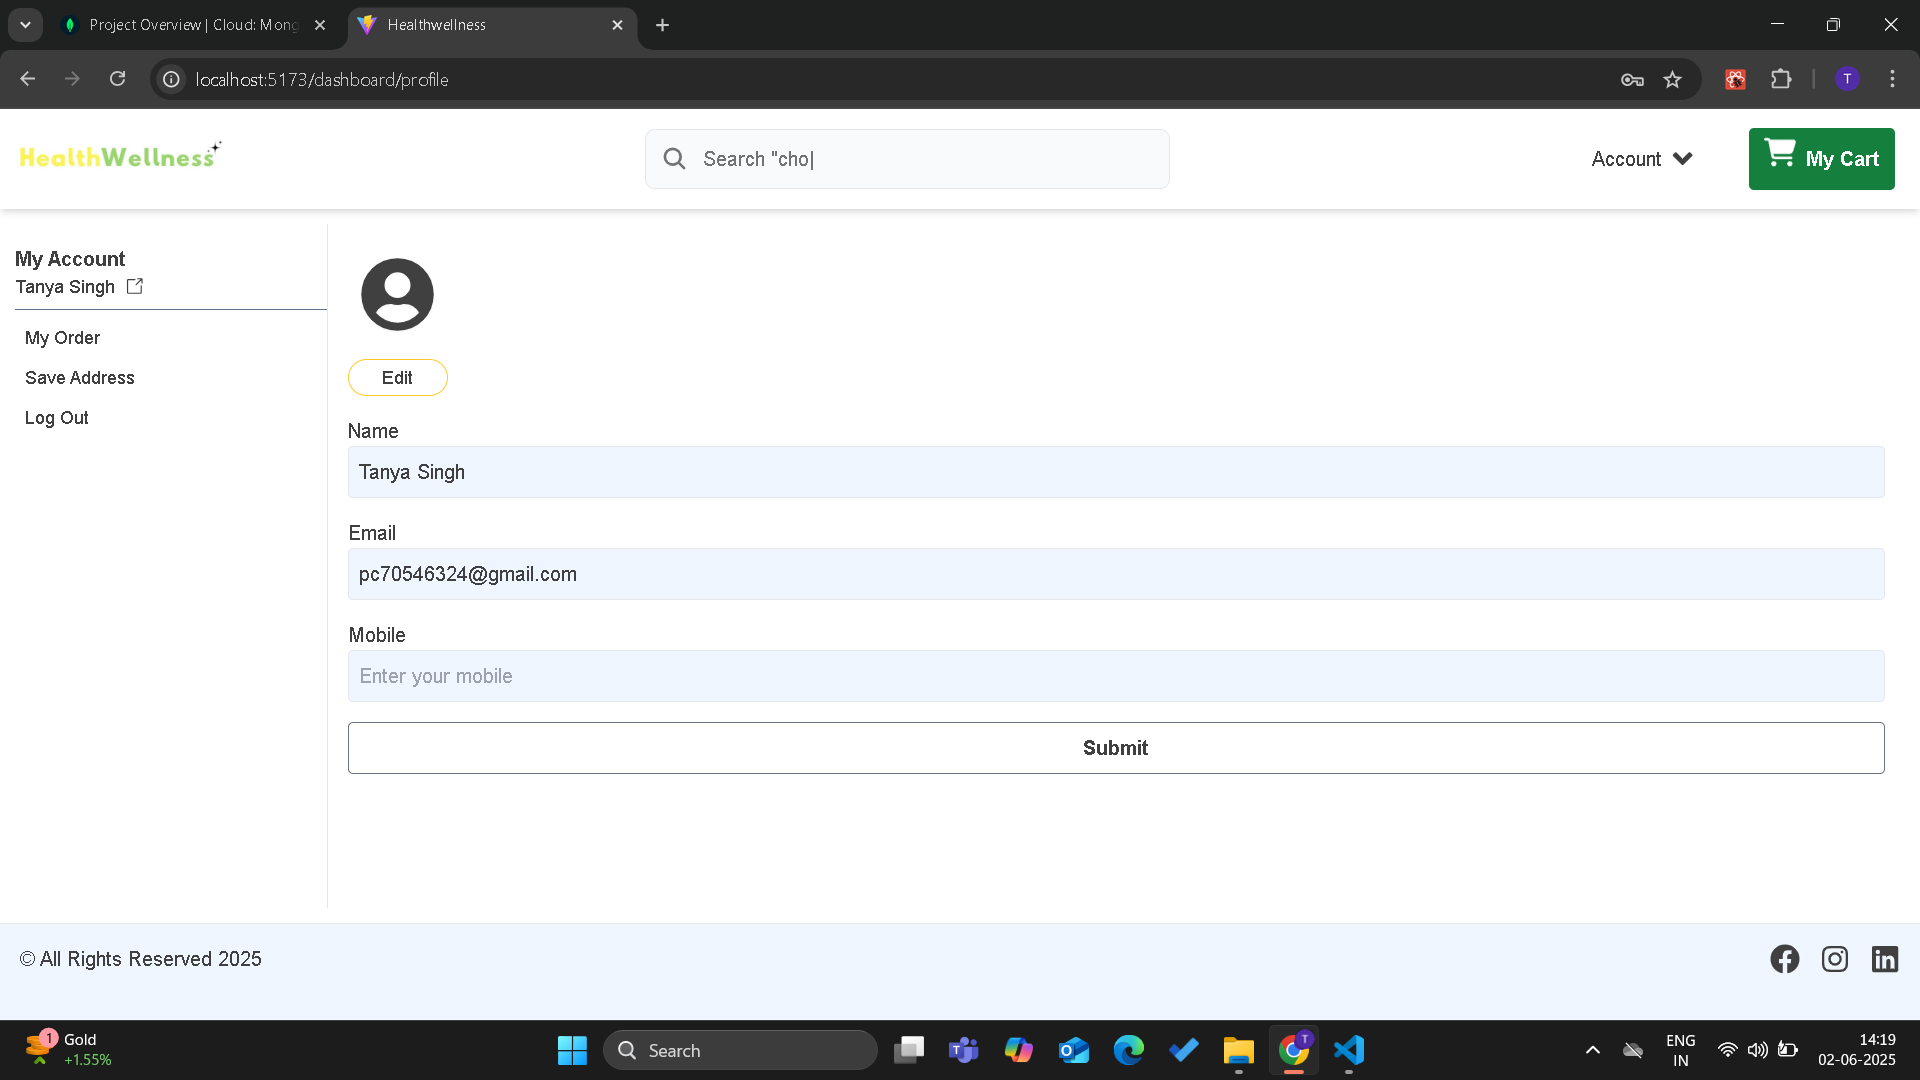 Project Overview | Cloud: Mong
Healthwellness
localhost:5173/dashboard/profile
T
HealthWellness
Search "cho|
Account
My Cart
My Account
Tanya Singh
My Order
Save Address
Log Out
Edit
Name
Tanya Singh
Email
pc70546324@gmail.com
Mobile
Enter your mobile
Submit
© All Rights Reserved 2025
1
Gold
+1.55%
Search
T
ENG
IN
14:19
02-06-2025